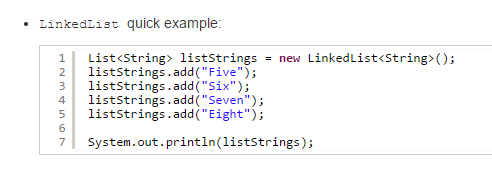 LinkedList quick example:
1 List<String> listStrings = new LinkedList<String>();
2 listStrings.add("Five");
3 listStrings.add("Six");
4 listStrings.add("Seven");
5 listStrings.add("Eight");
6
7 System.out.println(listStrings);